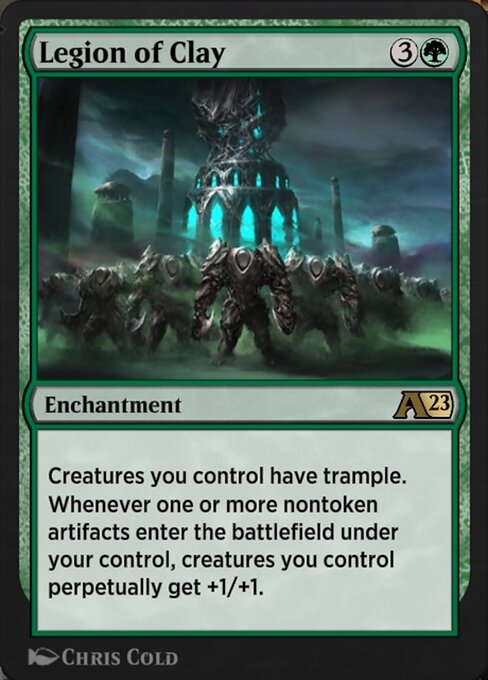 Legion of Clay 3
Enchantment A23
Creatures you control have trample.
Whenever one or more nontoken
artifacts enter the battlefield under
your control, creatures you control
perpetually get +1/+1.
Chris Cold